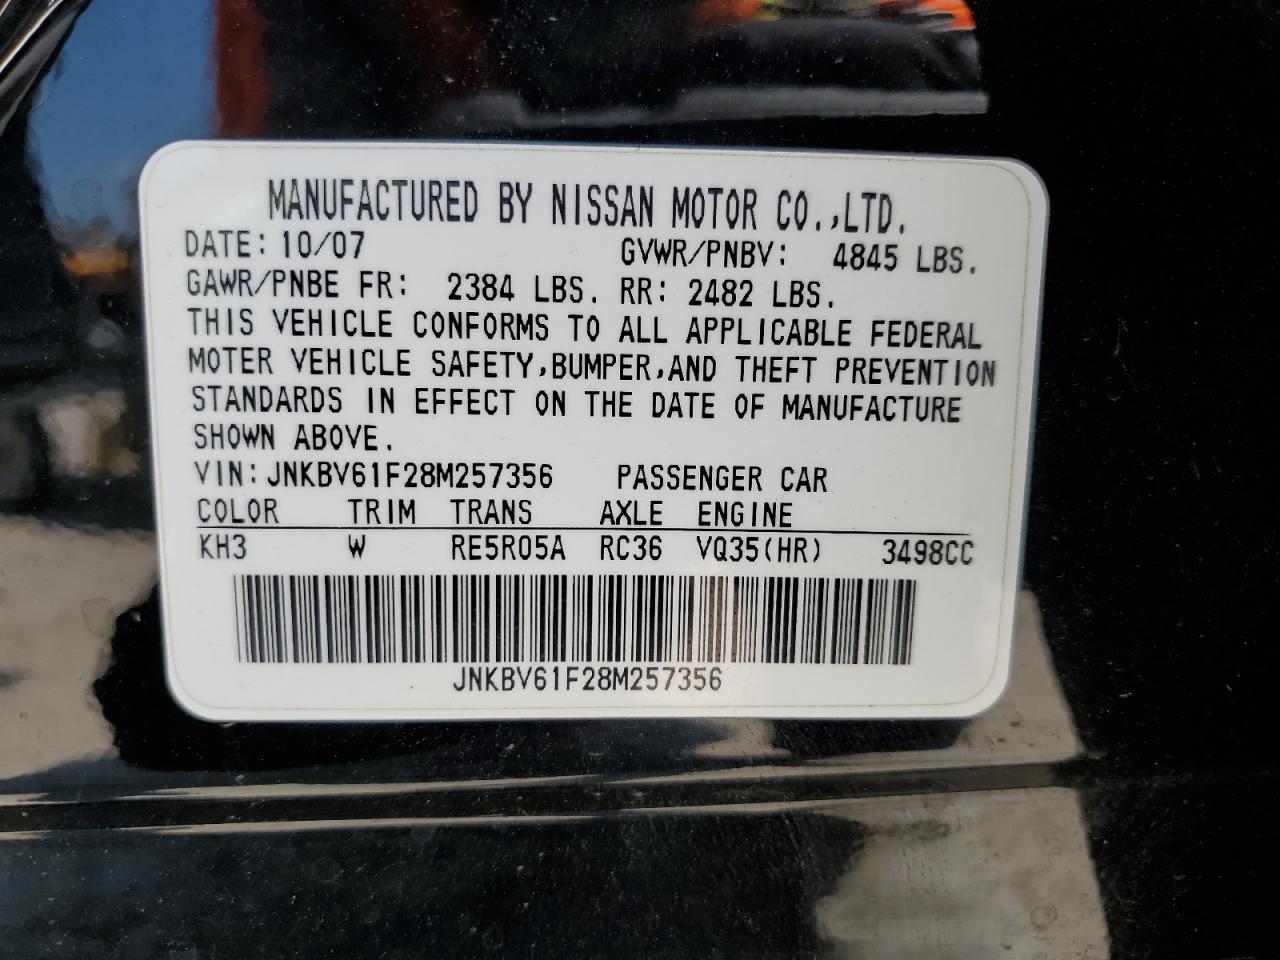 MANUFACTURED BY NISSAN MOTOR CO.,LTD.
DATE: 10/07 GVWR/PNBV: 4845 LBS.
GAWR/PNBE FR: 2384 LBS. RR: 2482 LBS.
THIS VEHICLE CONFORMS TO ALL APPLICABLE FEDERAL
MOTER VEHICLE SAFETY,BUMPER,AND THEFT PREVENTION
STANDARDS IN EFFECT ON THE DATE OF MANUFACTURE
SHOWN ABOVE.
VIN: JNKBV61F28M257356 PASSENGER CAR
COLOR TRIM TRANS AXLE ENGINE
KH3 W RE5R05A RC36 VQ35(HR) 3498CC
JNKBV61F28M257356